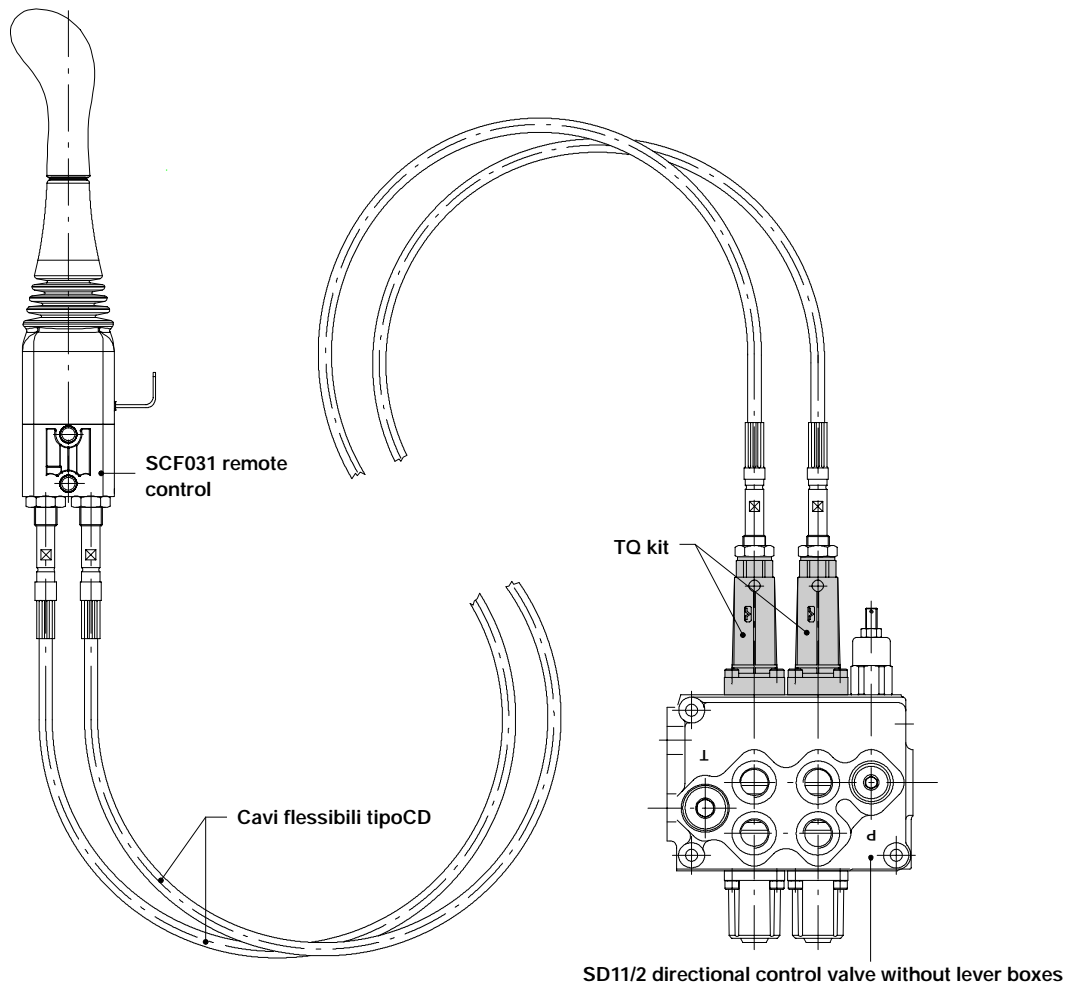 SCF031 remote
control
TQ kit
T
Cavi flessibili tipoCD
P
SD11/2 directional control valve without lever boxes